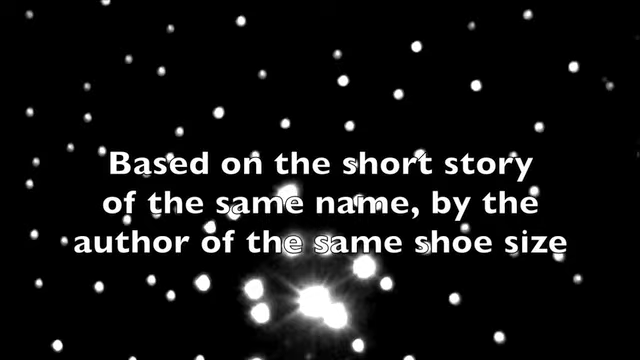 Based on the short story
of the same name, by the
author of the same shoe size